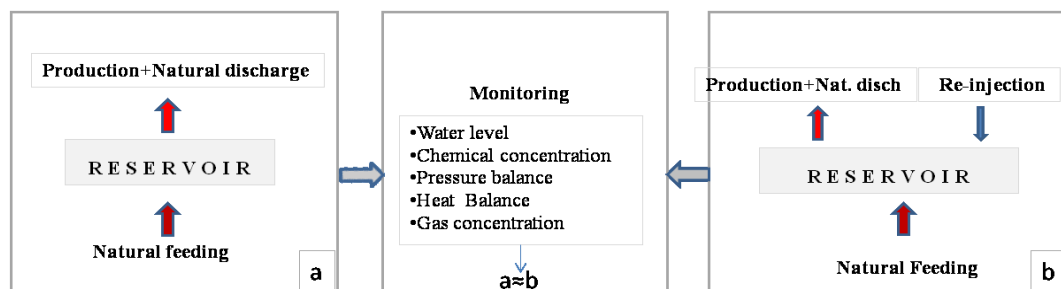 Production+Natural discharge
RESERVOIR
Natural feeding
a
Monitoring
•Water level
•Chemical concentration
•Pressure balance
•Heat Balance
•Gas concentration
a≈b
Production+Nat. disch
Re-injection
RESERVOIR
Natural Feeding
b